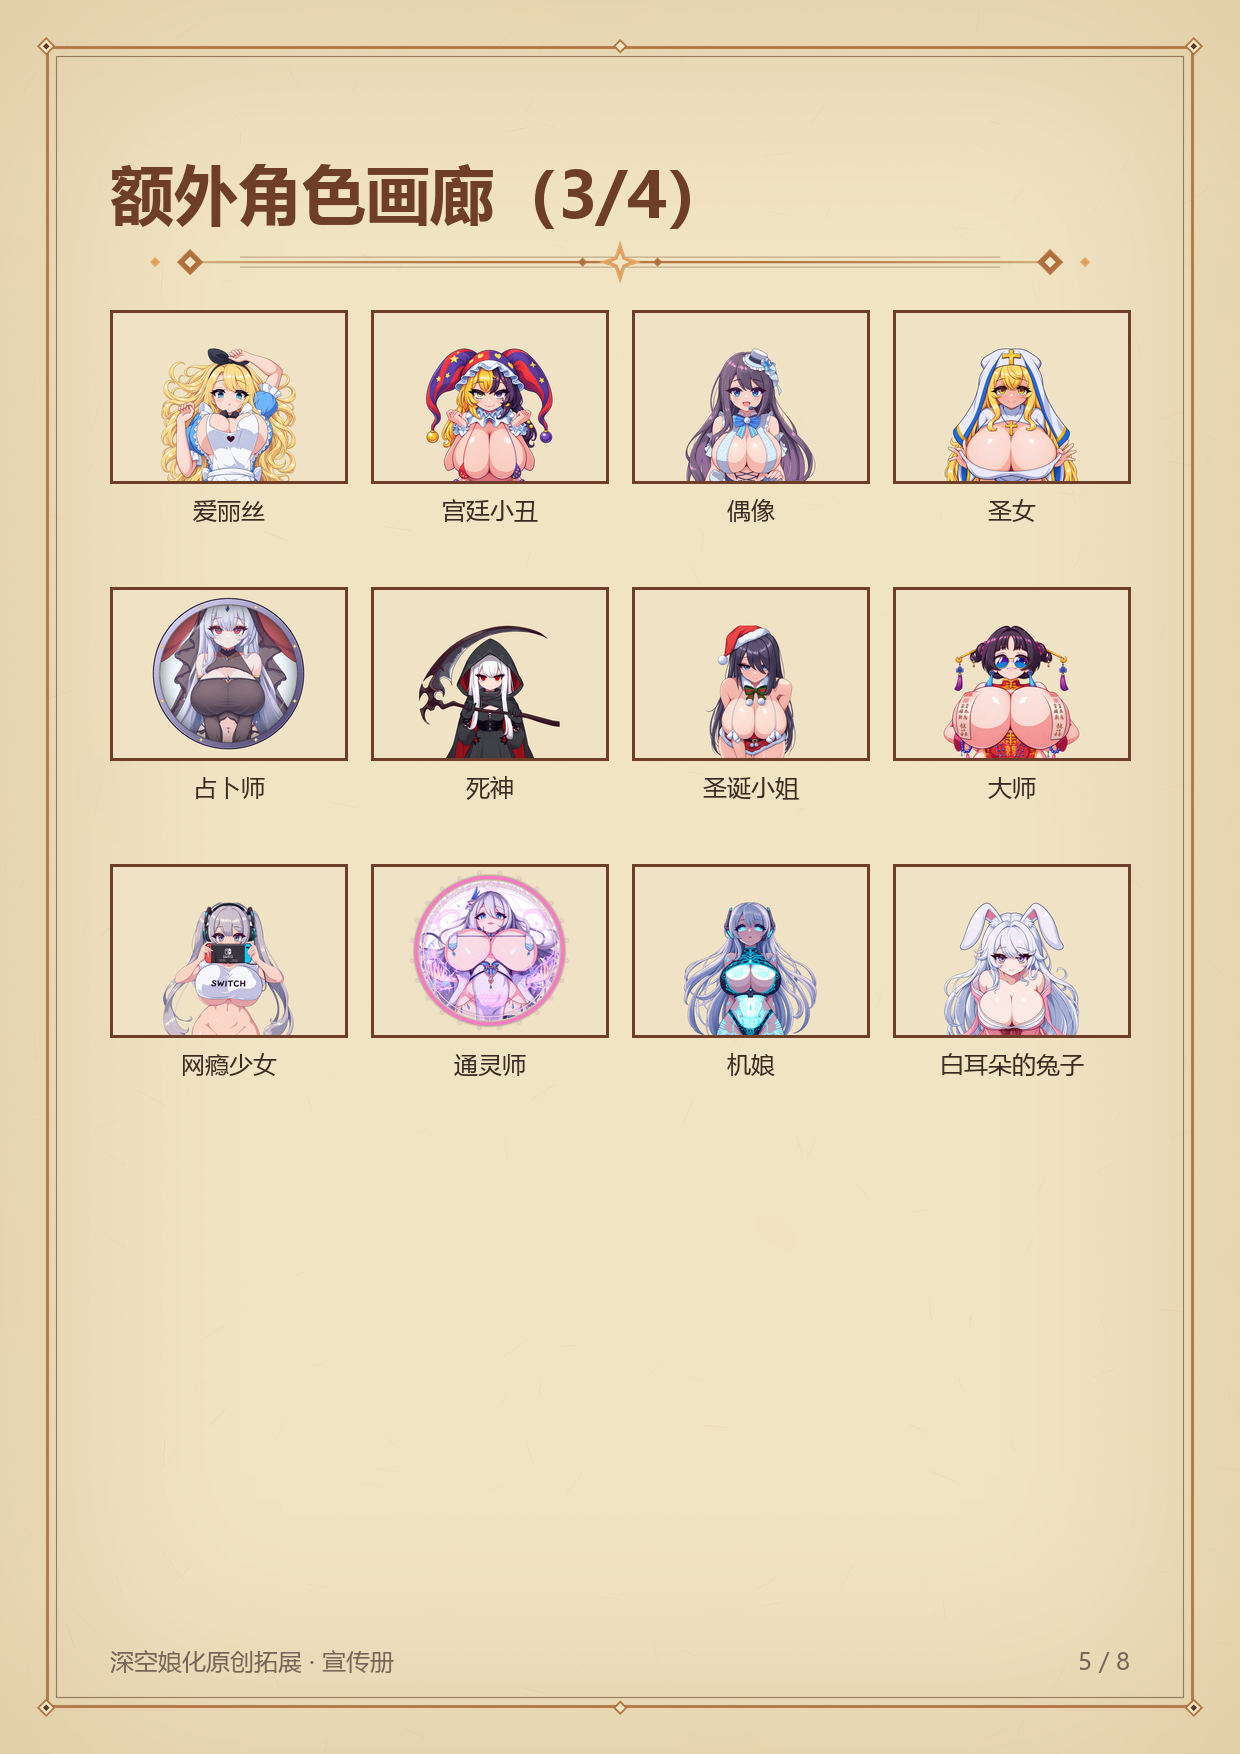 额外角色画廊（3/4）
爱丽丝
宫廷小丑
偶像
圣女
占卜师
死神
圣诞小姐
大师
SWITCH
网瘾少女
通灵师
机娘
白耳朵的兔子
深空娘化原创拓展 · 宣传册
5 / 8